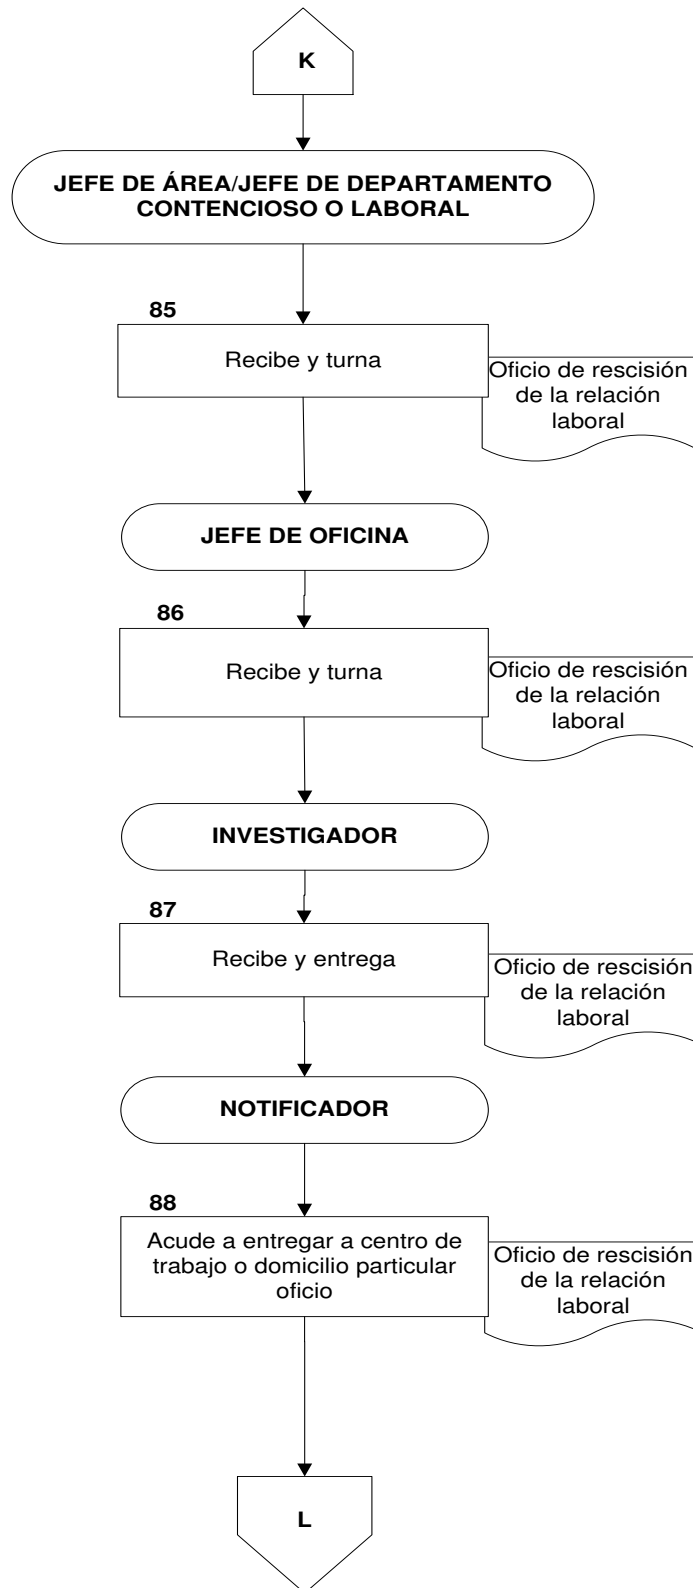 K
JEFE DE ÁREA/JEFE DE DEPARTAMENTO
CONTENCIOSO O LABORAL
85
Recibe y turna
Oficio de rescisión
de la relación
laboral
JEFE DE OFICINA
86
Recibe y turna
Oficio de rescisión
de la relación
laboral
INVESTIGADOR
87
Recibe y entrega
Oficio de rescisión
de la relación
laboral
NOTIFICADOR
88
Acude a entregar a centro de
trabajo o domicilio particular
oficio
Oficio de rescisión
de la relación
laboral
L